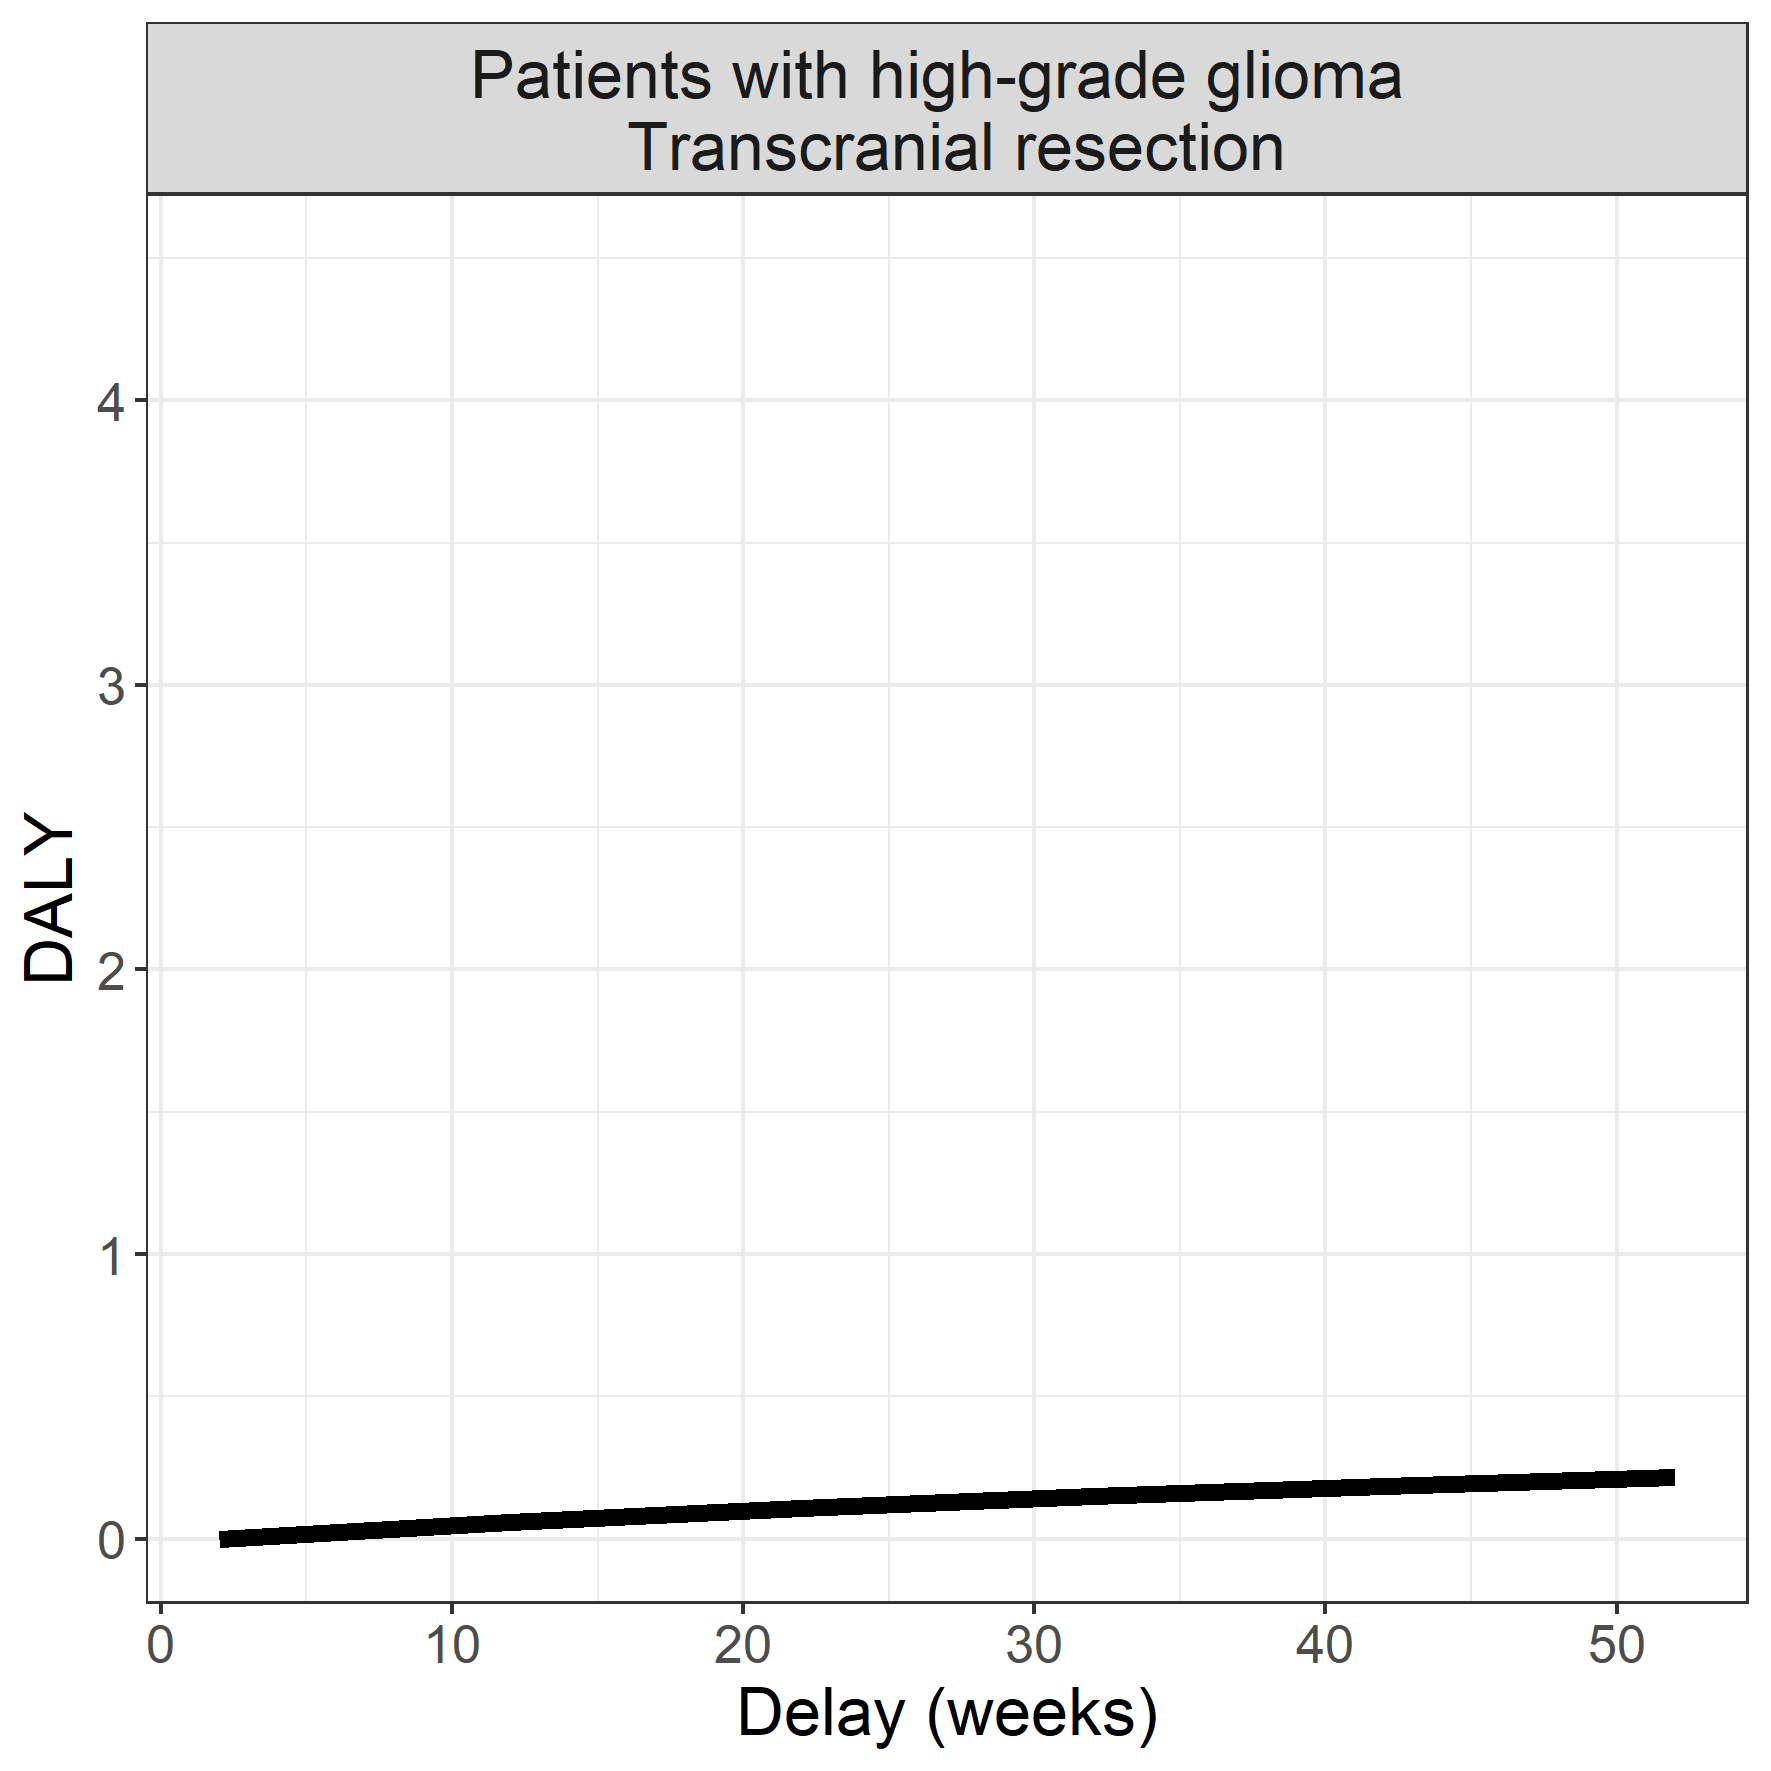 Patients with high-grade glioma
Transcranial resection
DALY
4
3
2
1
0
0 10 20 30 40 50
Delay (weeks)